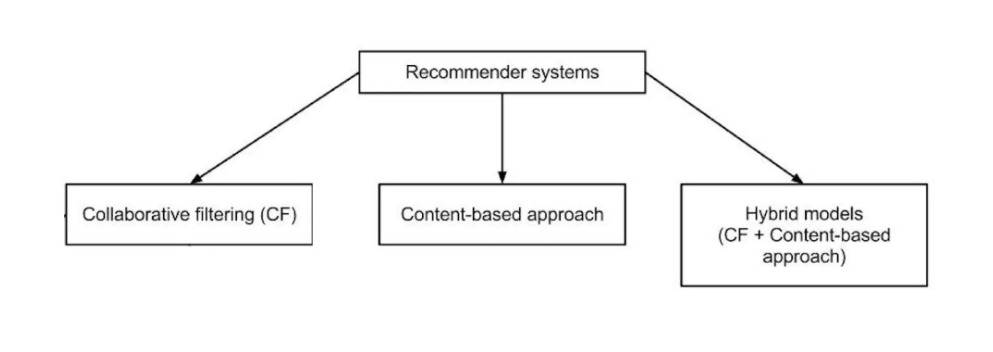 Recommender systems
Collaborative filtering (CF)
Content-based approach
Hybrid models
(CF + Content-based
approach)